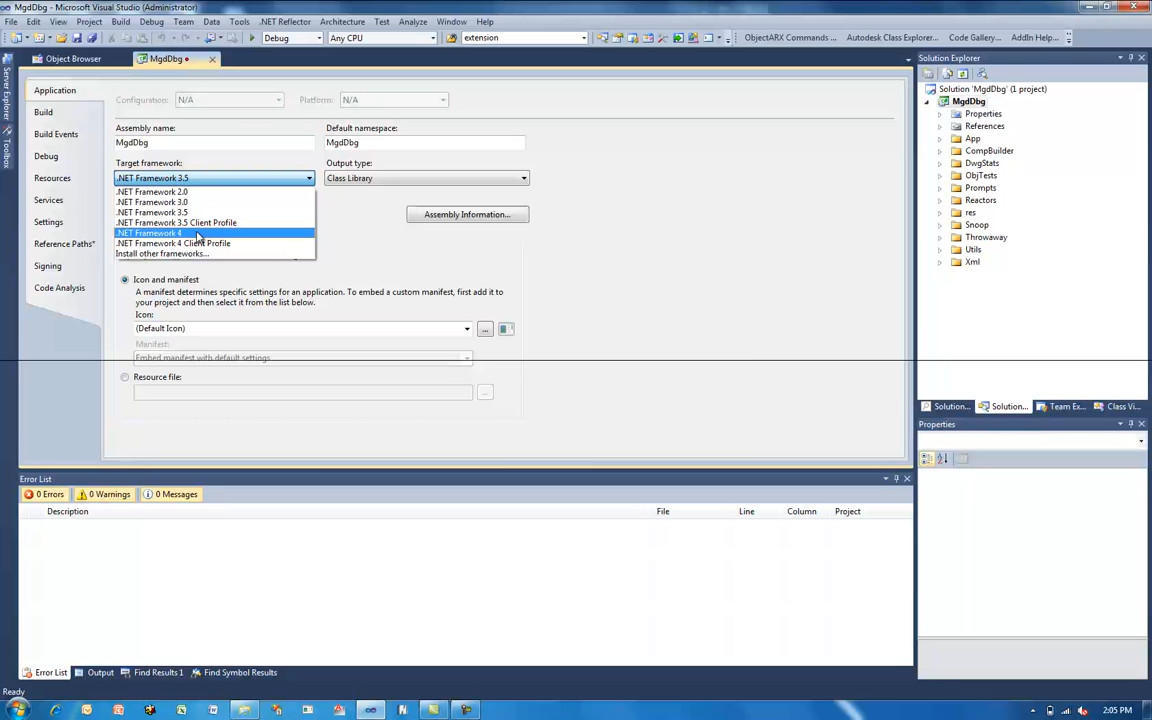 MgdDbg - Microsoft Visual Studio (Administrator)
File Edit View Project Build Debug Team Data Tools .NET Reflector Architecture Test Analyze Window Help
Debug Any CPU extension ObjectARX Commands ... Autodesk Class Explorer... Code Gallery... AddIn Help...
Server Explorer
Toolbox
Object Browser
MgdDbg
Application
Build
Build Events
Debug
Resources
Services
Settings
Reference Paths*
Signing
Code Analysis
Configuration: N/A Platform: N/A
Assembly name: Default namespace:
MgdDbg MgdDbg
Target framework: Output type:
.NET Framework 3.5 Class Library
.NET Framework 2.0
.NET Framework 3.0
.NET Framework 3.5
.NET Framework 3.5 Client Profile
.NET Framework 4
.NET Framework 4 Client Profile
Install other frameworks...
Assembly Information...
Icon and manifest
A manifest determines specific settings for an application. To embed a custom manifest, first add it to
your project and then select it from the list below.
Icon:
(Default Icon) ...
Manifest:
Embed manifest with default settings
Resource file:
...
Solution Explorer
Solution 'MgdDbg' (1 project)
MgdDbg
Properties
References
App
CompBuilder
DwgStats
ObjTests
Prompts
Reactors
res
Snoop
Throwaway
Utils
Xml
Solution... Solution... Team Ex... Class Vi...
Properties
Error List
0 Errors 0 Warnings 0 Messages
Description File Line Column Project
Error List Output Find Results 1 Find Symbol Results
Ready
2:05 PM